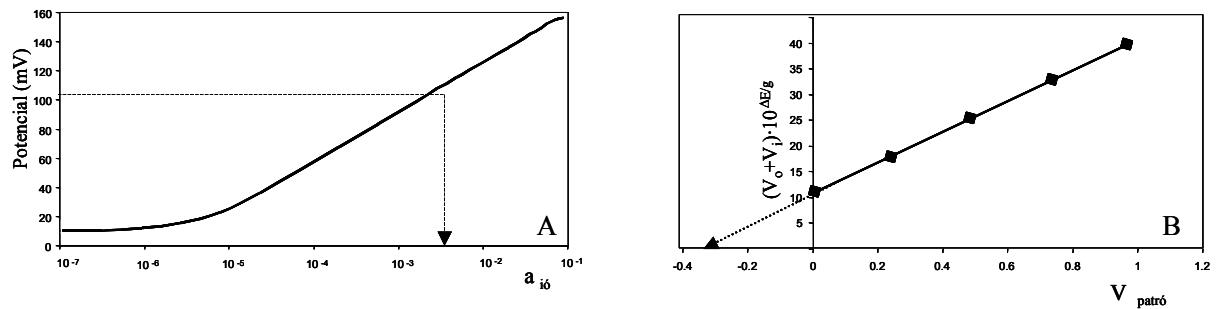 Potencial (mV)
160
140
120
100
80
60
40
20
0
10⁻⁷ 10⁻⁶ 10⁻⁵ 10⁻⁴ 10⁻³ 10⁻² 10⁻¹
a ió
A
(Vₒ+Vᵢ)·10^ΔE/g
40
35
30
25
20
15
10
5
-0.4 -0.2 0 0.2 0.4 0.6 0.8 1 1.2
V patró
B